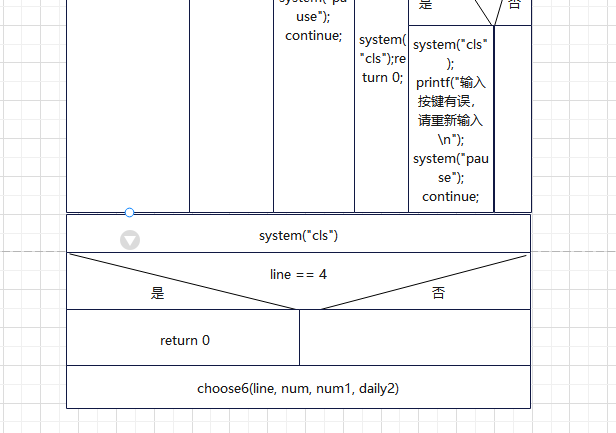 system("pa
use");
continue;
system(
"cls");re
turn 0;
是
否
system("cls"
);
printf("输入
按键有误，
请重新输入
\n");
system("pau
se");
continue;
system("cls")
line == 4
是
否
return 0
choose6(line, num, num1, daily2)